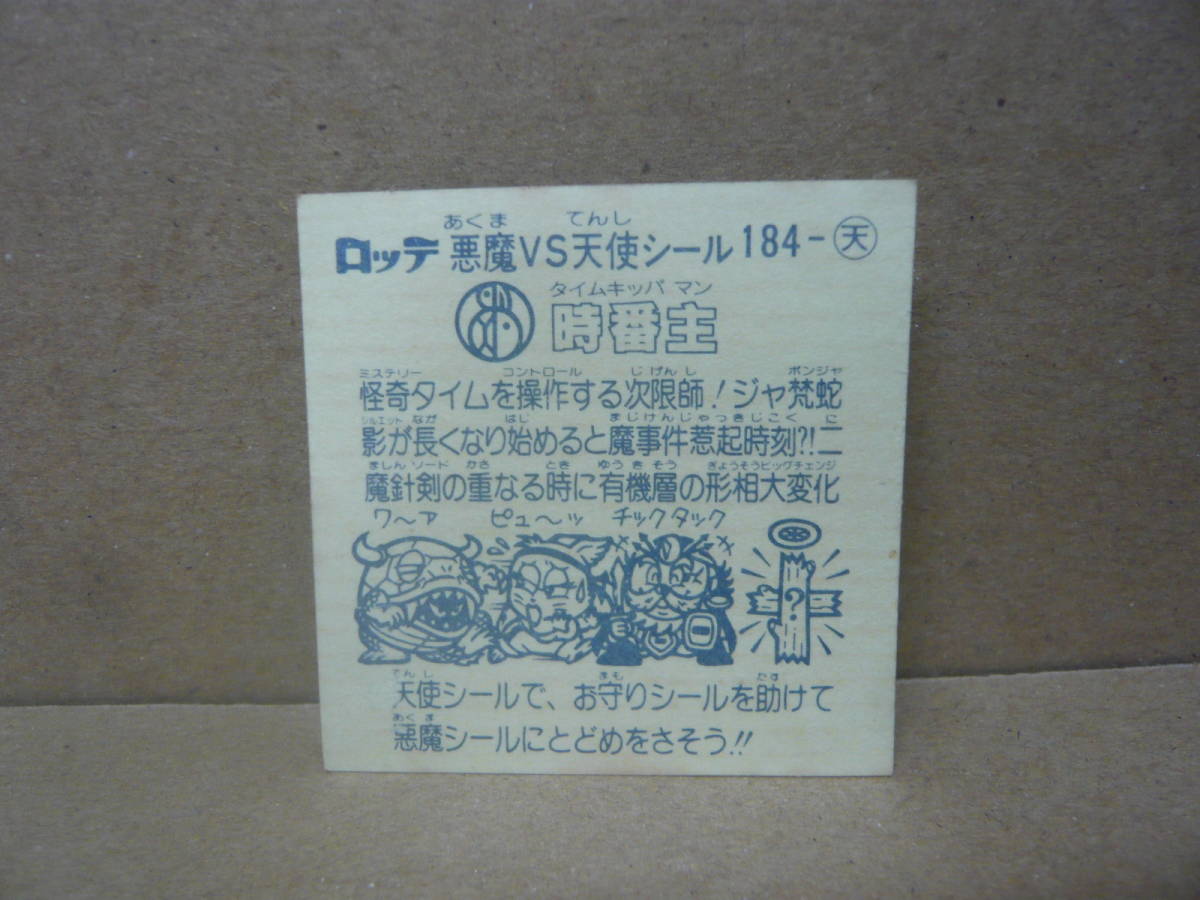 あくま てんし
ロッテ 悪魔VS天使シール 184-天
タイムキッパ マン
時番主
ミステリー コントロール じげんし ボンジャ
怪奇タイムを操作する次限師!ジャ梵蛇
シルエット なが はじ まじけんじゃっきじこく に
影が長くなり始めると魔事件惹起時刻?!二
ましん ソード かさ とき ゆうきそう ぎょうそうビッグチェンジ
魔針剣の重なる時に有機層の形相大変化
ワ〜ア ピュ〜ッ チックタック
?
てんし まも たす
天使シールで、お守りシールを助けて
あくま
悪魔シールにとどめをさそう!!